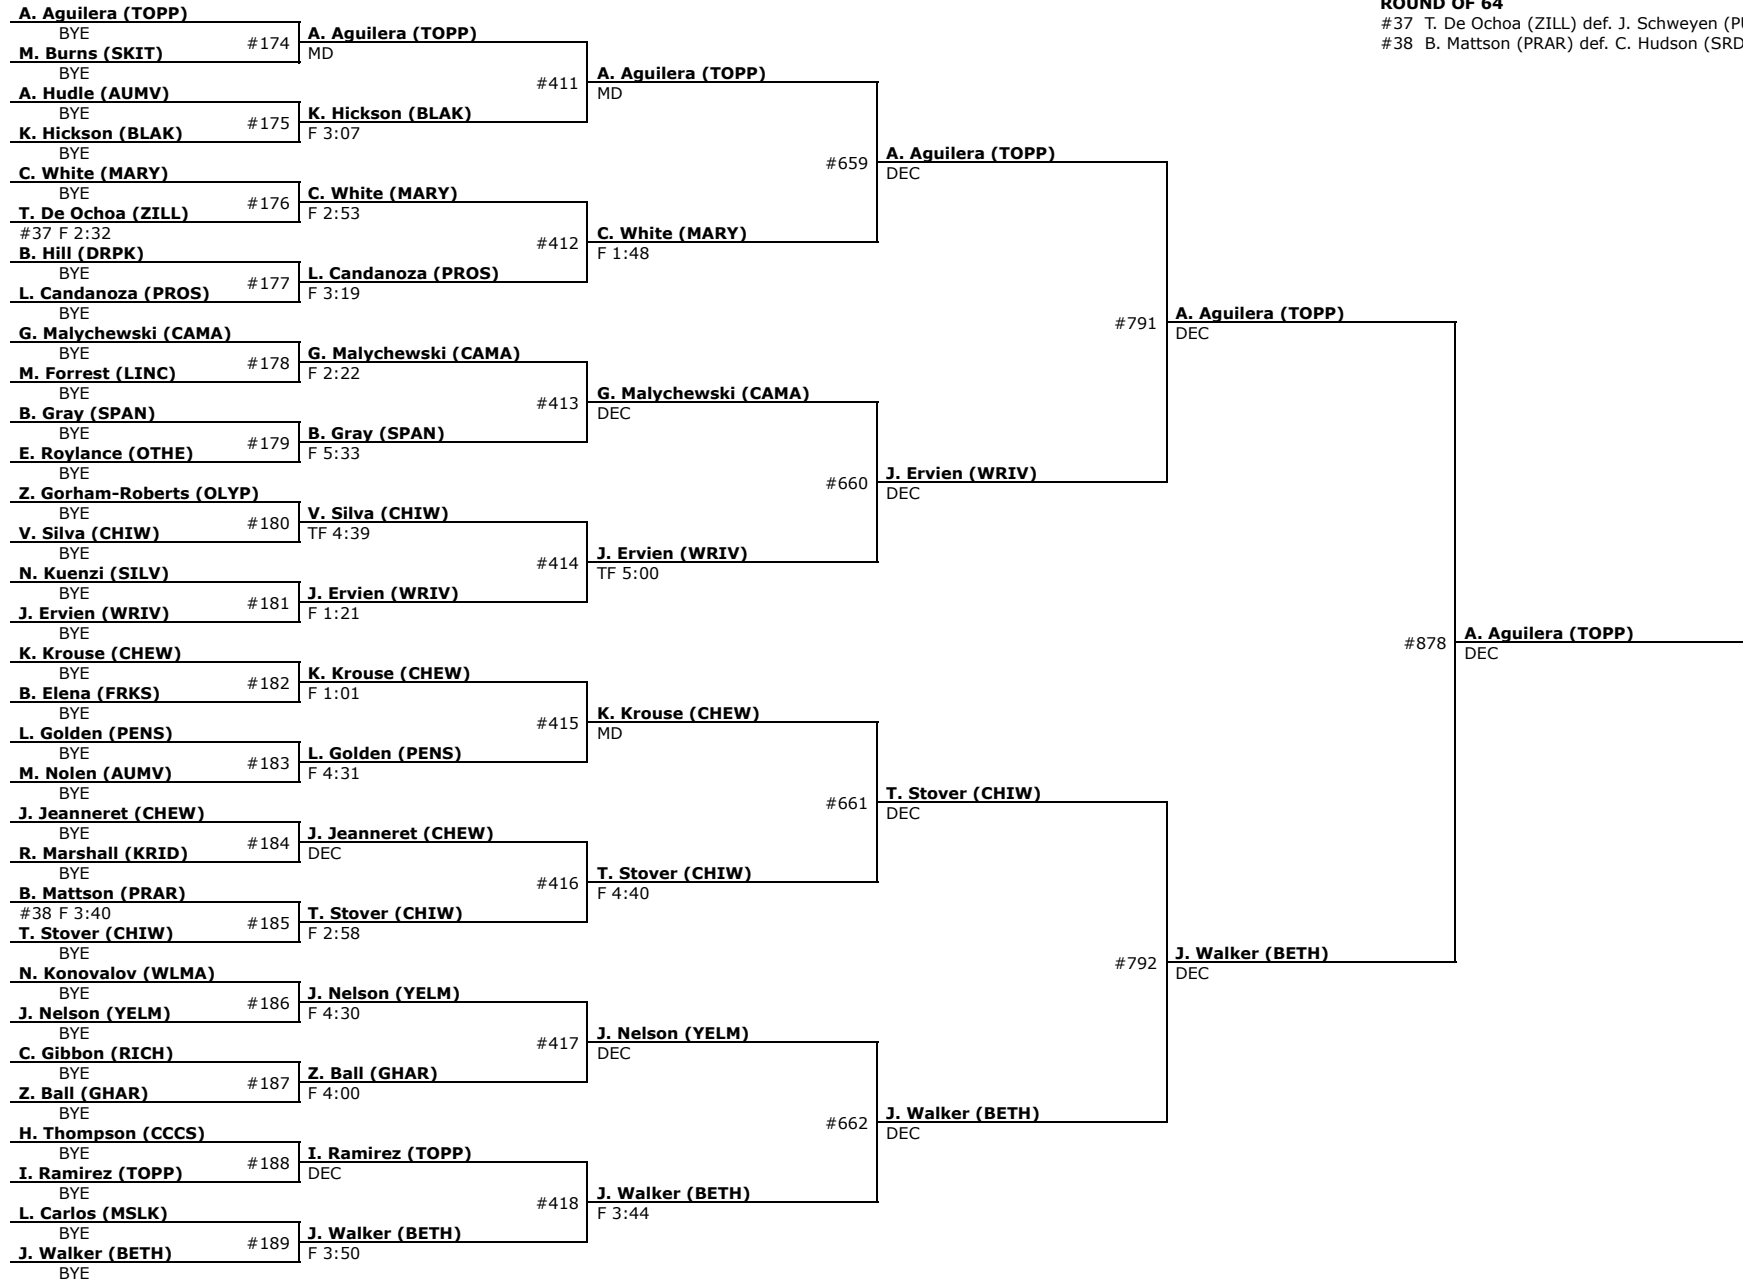 ROUND OF 64
#37 T. De Ochoa (ZILL) def. J. Schweyen (PU
#38 B. Mattson (PRAR) def. C. Hudson (SRD
A. Aguilera (TOPP)
BYE
#174
M. Burns (SKIT)
BYE
A. Hudle (AUMV)
BYE
#175
K. Hickson (BLAK)
BYE
C. White (MARY)
BYE
#176
T. De Ochoa (ZILL)
#37 F 2:32
B. Hill (DRPK)
BYE
#177
L. Candanoza (PROS)
BYE
G. Malychewski (CAMA)
BYE
#178
M. Forrest (LINC)
BYE
B. Gray (SPAN)
BYE
#179
E. Roylance (OTHE)
BYE
Z. Gorham-Roberts (OLYP)
BYE
#180
V. Silva (CHIW)
BYE
N. Kuenzi (SILV)
BYE
#181
J. Ervien (WRIV)
BYE
K. Krouse (CHEW)
BYE
#182
B. Elena (FRKS)
BYE
L. Golden (PENS)
BYE
#183
M. Nolen (AUMV)
BYE
J. Jeanneret (CHEW)
BYE
#184
R. Marshall (KRID)
BYE
B. Mattson (PRAR)
#38 F 3:40
#185
T. Stover (CHIW)
BYE
N. Konovalov (WLMA)
BYE
#186
J. Nelson (YELM)
BYE
C. Gibbon (RICH)
BYE
#187
Z. Ball (GHAR)
BYE
H. Thompson (CCCS)
BYE
#188
I. Ramirez (TOPP)
BYE
L. Carlos (MSLK)
BYE
#189
J. Walker (BETH)
BYE
A. Aguilera (TOPP)
MD
#411
K. Hickson (BLAK)
F 3:07
C. White (MARY)
F 2:53
#412
L. Candanoza (PROS)
F 3:19
G. Malychewski (CAMA)
F 2:22
#413
B. Gray (SPAN)
F 5:33
V. Silva (CHIW)
TF 4:39
#414
J. Ervien (WRIV)
F 1:21
K. Krouse (CHEW)
F 1:01
#415
L. Golden (PENS)
F 4:31
J. Jeanneret (CHEW)
DEC
#416
T. Stover (CHIW)
F 2:58
J. Nelson (YELM)
F 4:30
#417
Z. Ball (GHAR)
F 4:00
I. Ramirez (TOPP)
DEC
#418
J. Walker (BETH)
F 3:50
A. Aguilera (TOPP)
MD
#659
C. White (MARY)
F 1:48
G. Malychewski (CAMA)
DEC
#660
J. Ervien (WRIV)
TF 5:00
K. Krouse (CHEW)
MD
#661
T. Stover (CHIW)
F 4:40
J. Nelson (YELM)
DEC
#662
J. Walker (BETH)
F 3:44
A. Aguilera (TOPP)
DEC
#791
J. Ervien (WRIV)
DEC
T. Stover (CHIW)
DEC
#792
J. Walker (BETH)
DEC
A. Aguilera (TOPP)
DEC
#878
J. Walker (BETH)
DEC
A. Aguilera (TOPP)
DEC